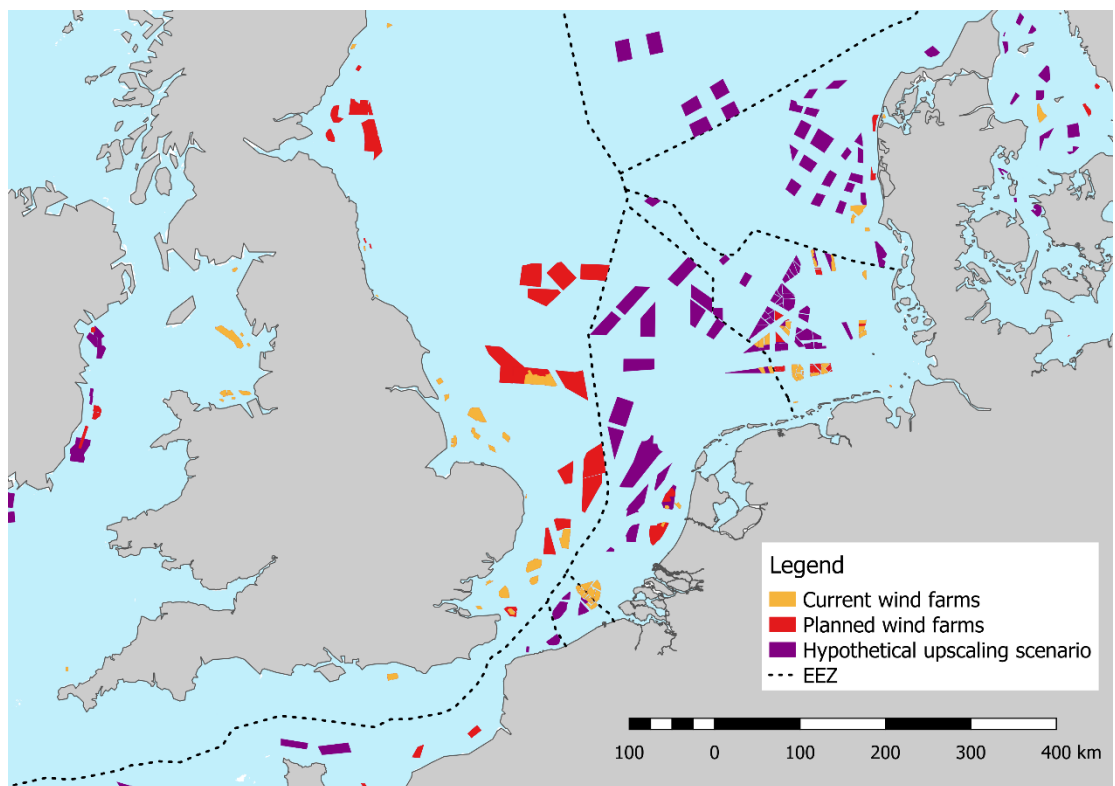 Legend
Current wind farms
Planned wind farms
Hypothetical upscaling scenario
EEZ
100 0 100 200 300 400 km